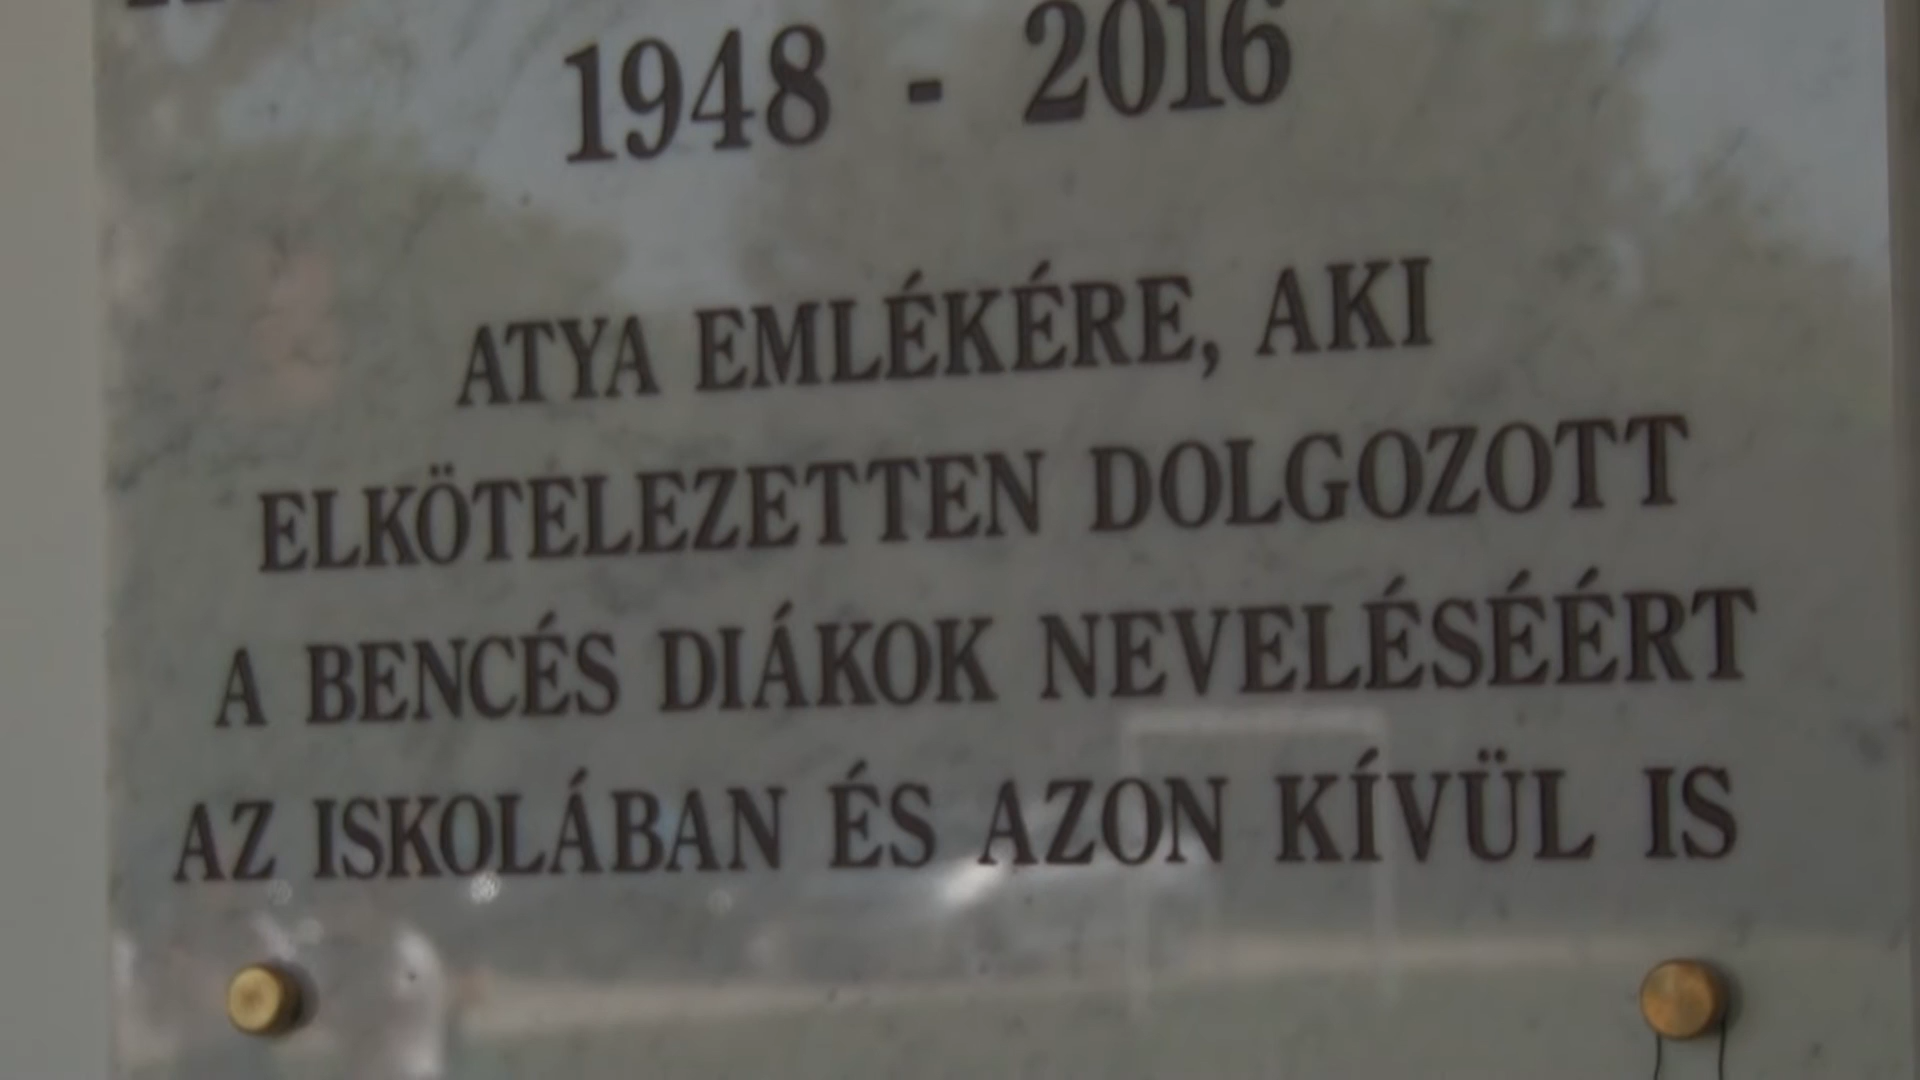 1948 - 2016
ATYA EMLÉKÉRE, AKI
ELKÖTELEZETTEN DOLGOZOTT
A BENCÉS DIÁKOK NEVELÉSÉÉRT
AZ ISKOLÁBAN ÉS AZON KÍVÜL IS